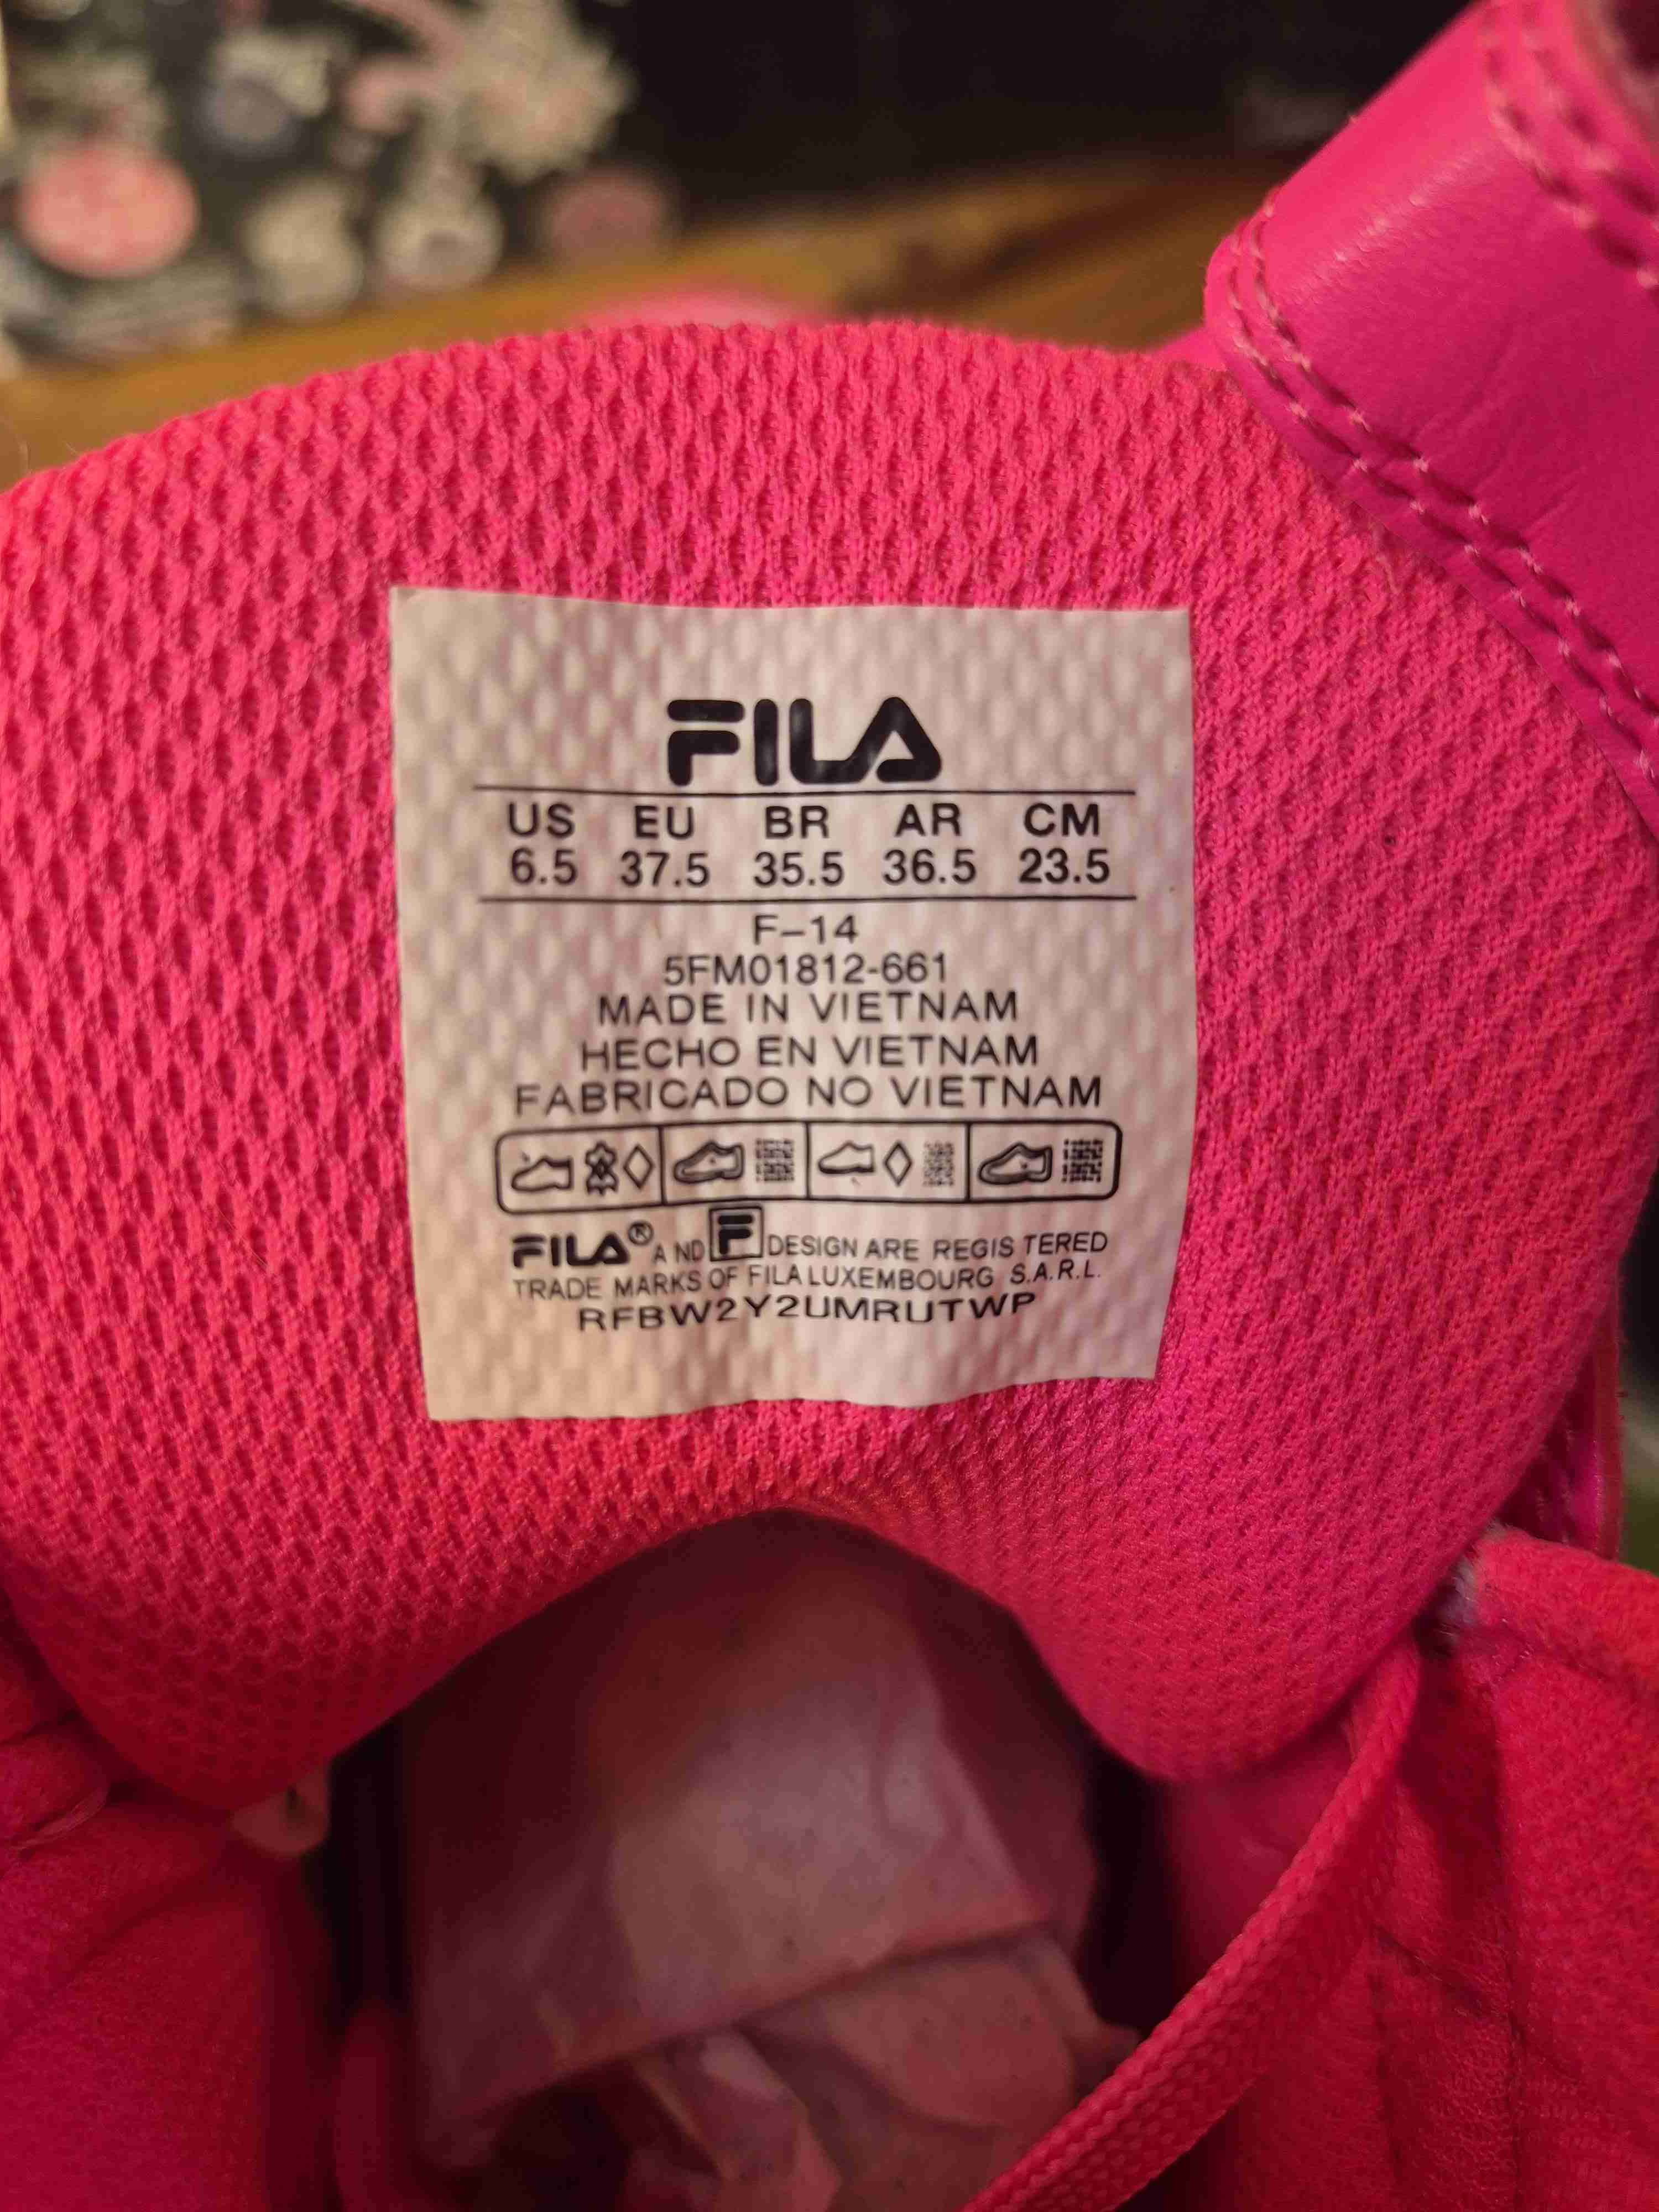 FILA
US EU BR AR CM
6.5 37.5 35.5 36.5 23.5
F-14
5FM01812-661
MADE IN VIETNAM
HECHO EN VIETNAM
FABRICADO NO VIETNAM
FILA® AND F DESIGN ARE REGISTERED
TRADE MARKS OF FILA LUXEMBOURG S.A.R.L.
RFBW2Y2UMRUTWP